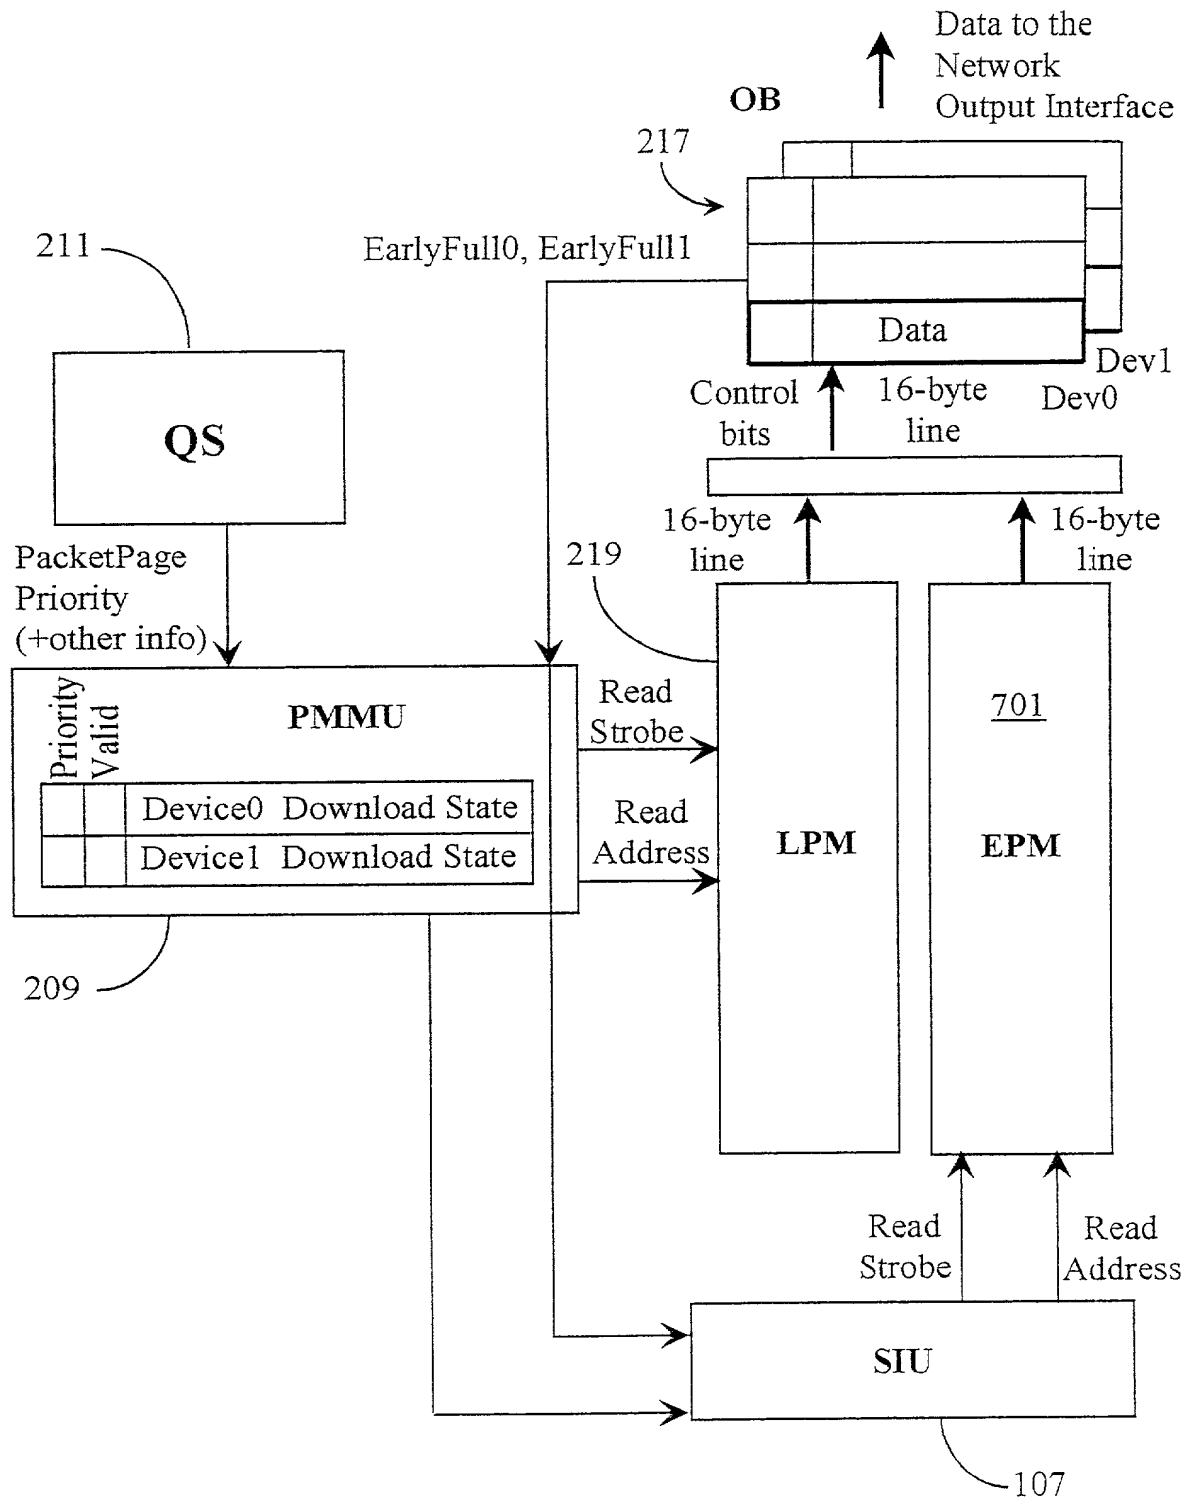 Data to the
Network
Output Interface
OB
217
211
EarlyFull0, EarlyFull1
Data
Dev1
Dev0
Control
bits
16-byte
line
QS
16-byte
line
16-byte
line
219
PacketPage
Priority
(+other info)
Priority
Valid
PMMU
Read
Strobe
701
Device0 Download State
Device1 Download State
Read
Address
LPM
EPM
209
Read
Strobe
Read
Address
SIU
107